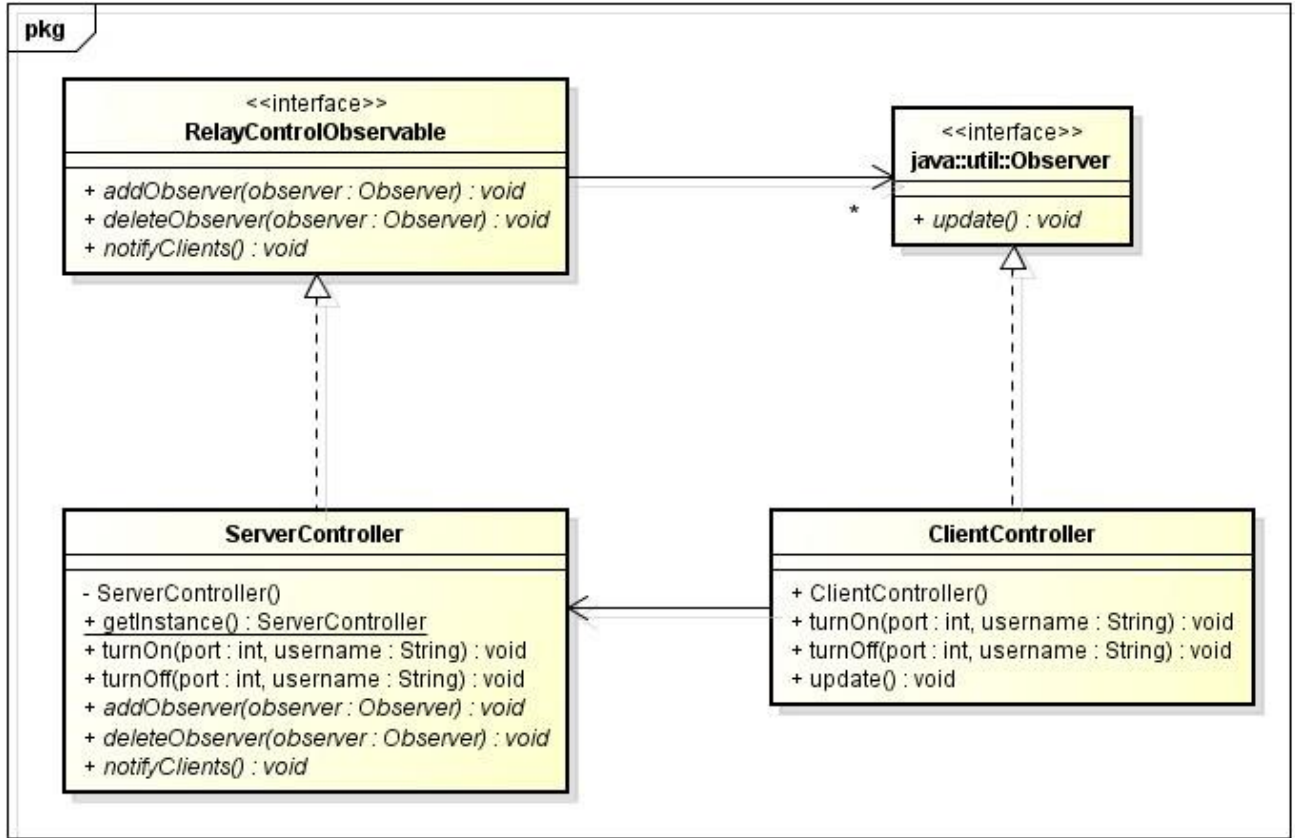 pkg
<<interface>>
RelayControlObservable
+ addObserver(observer : Observer) : void
+ deleteObserver(observer : Observer) : void
+ notifyClients() : void
<<interface>>
java::util::Observer
+ update() : void
*
ServerController
- ServerController()
+ getInstance() : ServerController
+ turnOn(port : int, username : String) : void
+ turnOff(port : int, username : String) : void
+ addObserver(observer : Observer) : void
+ deleteObserver(observer : Observer) : void
+ notifyClients() : void
ClientController
+ ClientController()
+ turnOn(port : int, username : String) : void
+ turnOff(port : int, username : String) : void
+ update() : void